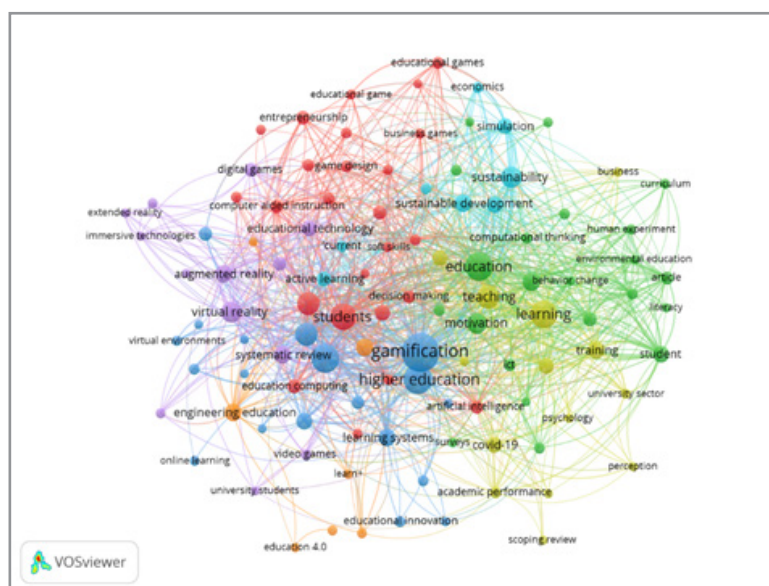 educational games
economics
educational game
entrepreneurship
simulation
business games
digital games
game design
sustainability
business
curriculum
computer aided instruction
sustainable development
extended reality
educational technology
computational thinking
human experiment
immersive technologies
current
soft skills
environmental education
augmented reality
active learning
education
behavior change
article
decision making
teaching
virtual reality
students
motivation
learning
literacy
virtual environments
systematic review
gamification
training
student
education computing
higher education
ict
university sector
engineering education
artificial intelligence
psychology
learning systems
surveys
covid-19
online learning
video games
perception
learn+
university students
academic performance
educational innovation
scoping review
education 4.0
VOSviewer